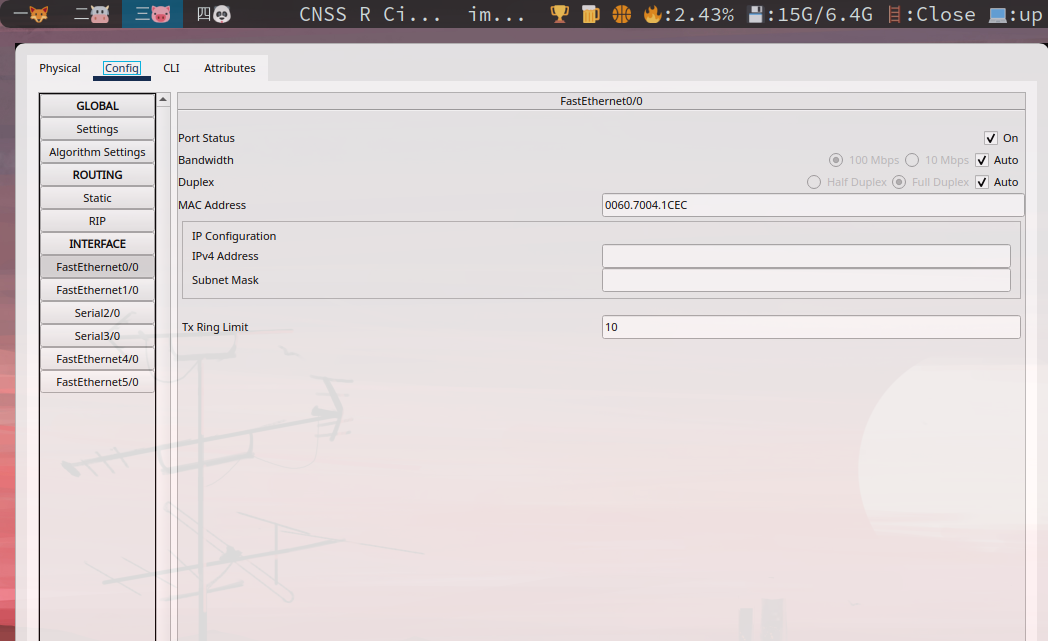 一🦊 二🐮 三🐷 四🐼 CNSS R Ci... im... 🏆 🍺 🏀 🔥:2.43% 💾:15G/6.4G 🪜:Close 💻:up
Physical Config CLI Attributes
GLOBAL
Settings
Algorithm Settings
ROUTING
Static
RIP
INTERFACE
FastEthernet0/0
FastEthernet1/0
Serial2/0
Serial3/0
FastEthernet4/0
FastEthernet5/0
FastEthernet0/0
Port Status On
Bandwidth 100 Mbps 10 Mbps Auto
Duplex Half Duplex Full Duplex Auto
MAC Address 0060.7004.1CEC
IP Configuration
IPv4 Address
Subnet Mask
Tx Ring Limit 10